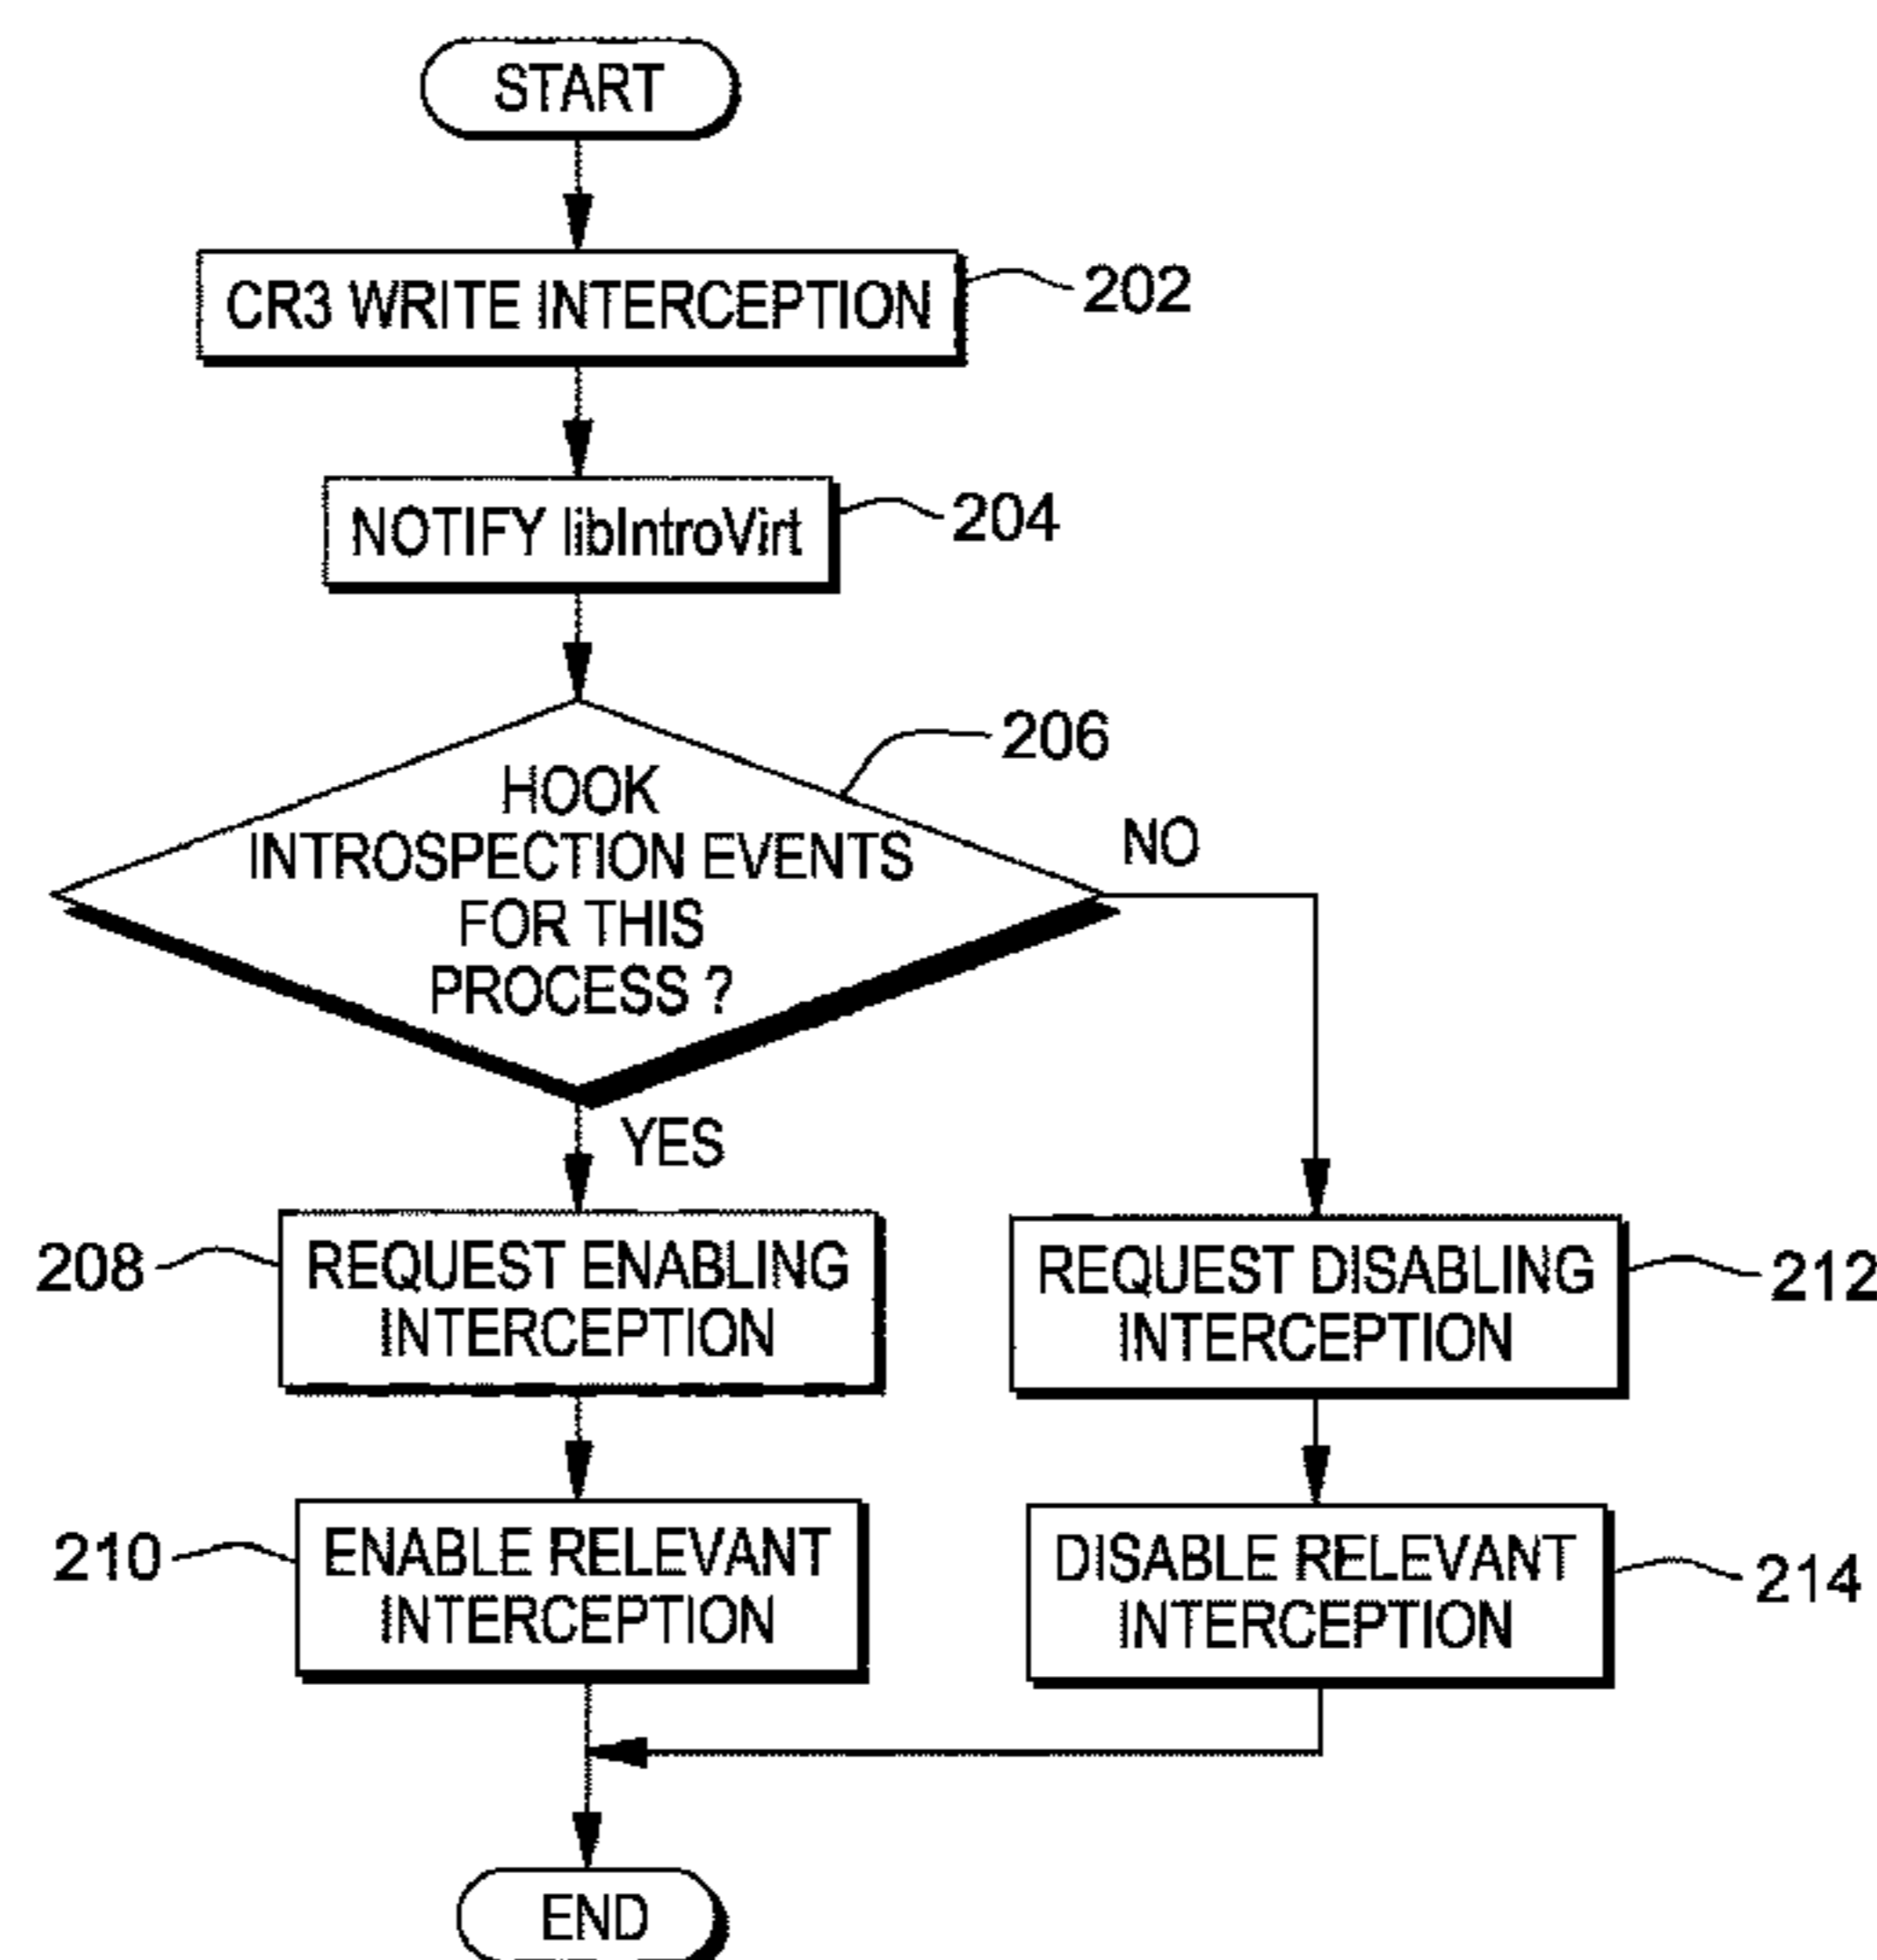 START
CR3 WRITE INTERCEPTION
202
NOTIFY libIntroVirt
204
206
HOOK
INTROSPECTION EVENTS
FOR THIS
PROCESS ?
NO
YES
208
REQUEST ENABLING
INTERCEPTION
REQUEST DISABLING
INTERCEPTION
212
210
ENABLE RELEVANT
INTERCEPTION
DISABLE RELEVANT
INTERCEPTION
214
END